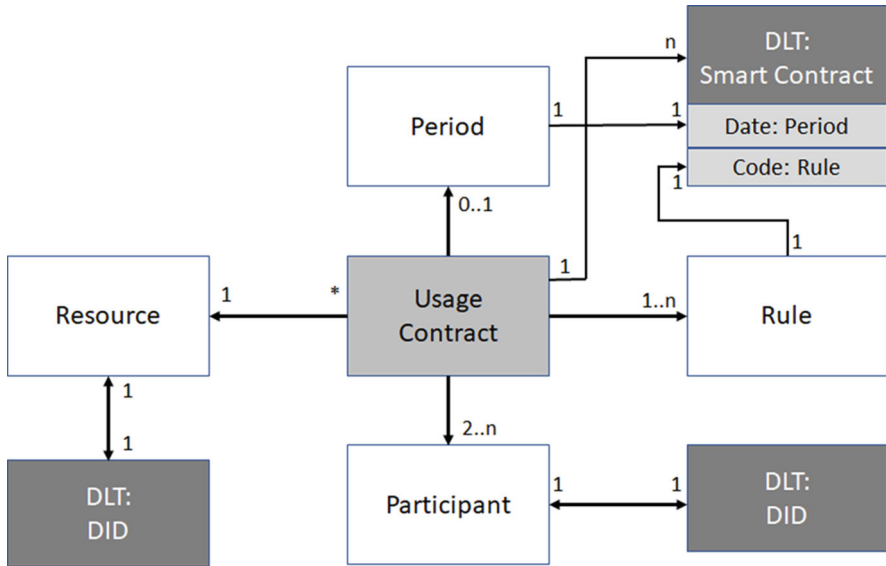 n
DLT:
Smart Contract
Period
1
1
Date: Period
Code: Rule
1
0..1
1
Resource
1
*
Usage
Contract
1..n
Rule
1
1
1
2..n
DLT:
DID
Participant
1
1
DLT:
DID